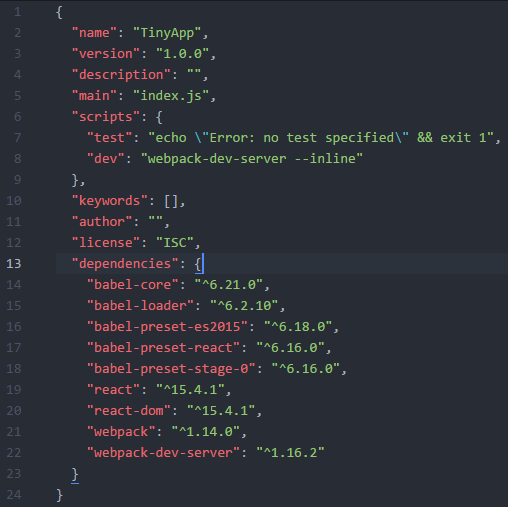 1 {
2   "name": "TinyApp",
3   "version": "1.0.0",
4   "description": "",
5   "main": "index.js",
6   "scripts": {
7     "test": "echo \"Error: no test specified\" && exit 1",
8     "dev": "webpack-dev-server --inline"
9   },
10   "keywords": [],
11   "author": "",
12   "license": "ISC",
13   "dependencies": {
14     "babel-core": "^6.21.0",
15     "babel-loader": "^6.2.10",
16     "babel-preset-es2015": "^6.18.0",
17     "babel-preset-react": "^6.16.0",
18     "babel-preset-stage-0": "^6.16.0",
19     "react": "^15.4.1",
20     "react-dom": "^15.4.1",
21     "webpack": "^1.14.0",
22     "webpack-dev-server": "^1.16.2"
23   }
24 }